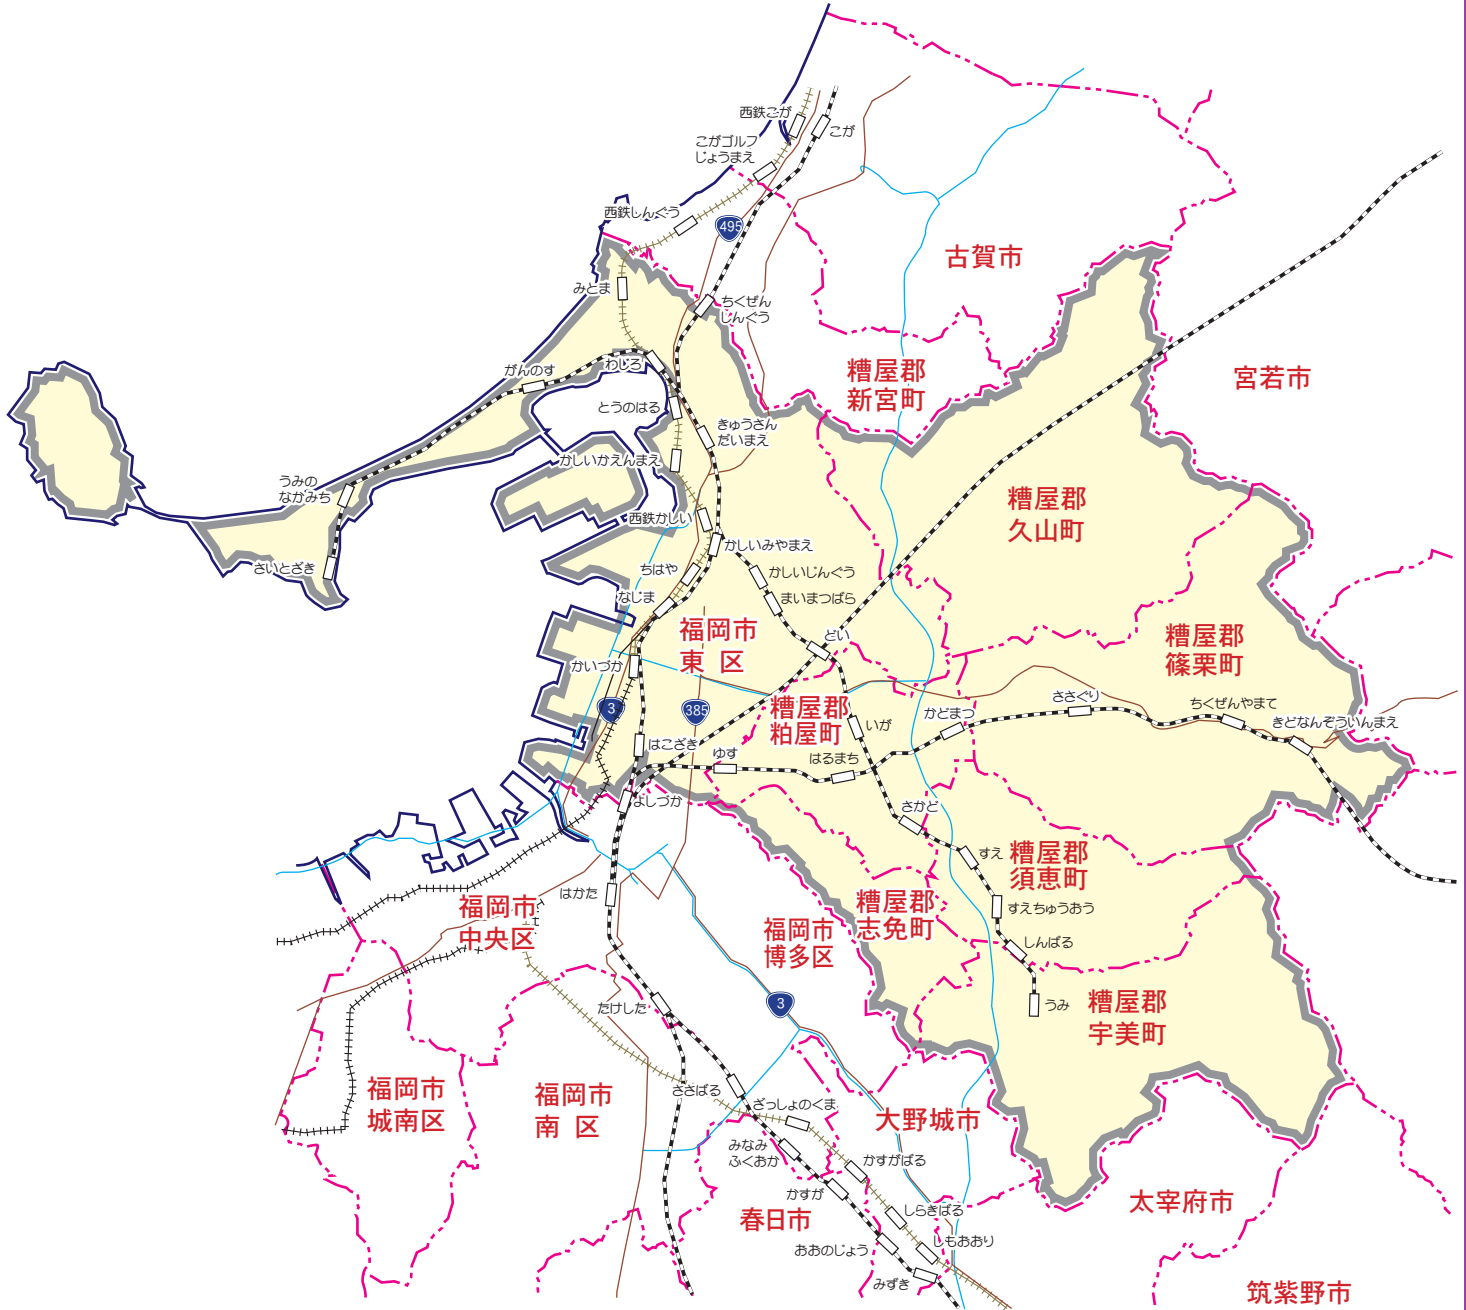 西鉄こが
こが
こがゴルフ
じょうまえ
西鉄しんぐう
495
古賀市
みとま
ちくぜん
しんぐう
わじろ
がんのす
糟屋郡
新宮町
宮若市
とうのはる
きゅうさん
だいまえ
かしいかえんまえ
うみの
なかみち
糟屋郡
久山町
西鉄かしい
かしいみやまえ
さいとざき
ちはや
かしいじんぐう
なじま
まいまつばら
福岡市
東 区
どい
糟屋郡
篠栗町
かいづか
3
385
糟屋郡
粕屋町
いが
かどまつ
ささぐり
ちくぜんやまて
きどなんぞういんまえ
はこざき
ゆす
はるまち
よしづか
さかど
すえ
糟屋郡
須恵町
はかた
福岡市
中央区
福岡市
博多区
糟屋郡
志免町
すえちゅうおう
しんばる
たけした
3
うみ
糟屋郡
宇美町
福岡市
城南区
福岡市
南 区
ささばる
ざっしょのくま
大野城市
みなみ
ふくおか
かすがばる
かすが
春日市
しらきばる
太宰府市
おおのじょう
しもおおり
みずき
筑紫野市